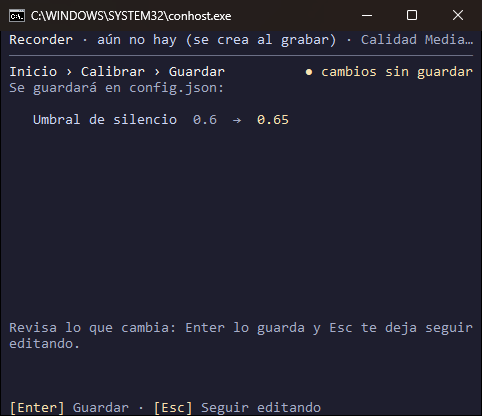 C:\WINDOWS\SYSTEM32\conhost.exe
Recorder · aún no hay (se crea al grabar) · Calidad Media…
Inicio › Calibrar › Guardar ● cambios sin guardar
Se guardará en config.json:
Umbral de silencio 0.6 → 0.65
Revisa lo que cambia: Enter lo guarda y Esc te deja seguir
editando.
[Enter] Guardar · [Esc] Seguir editando